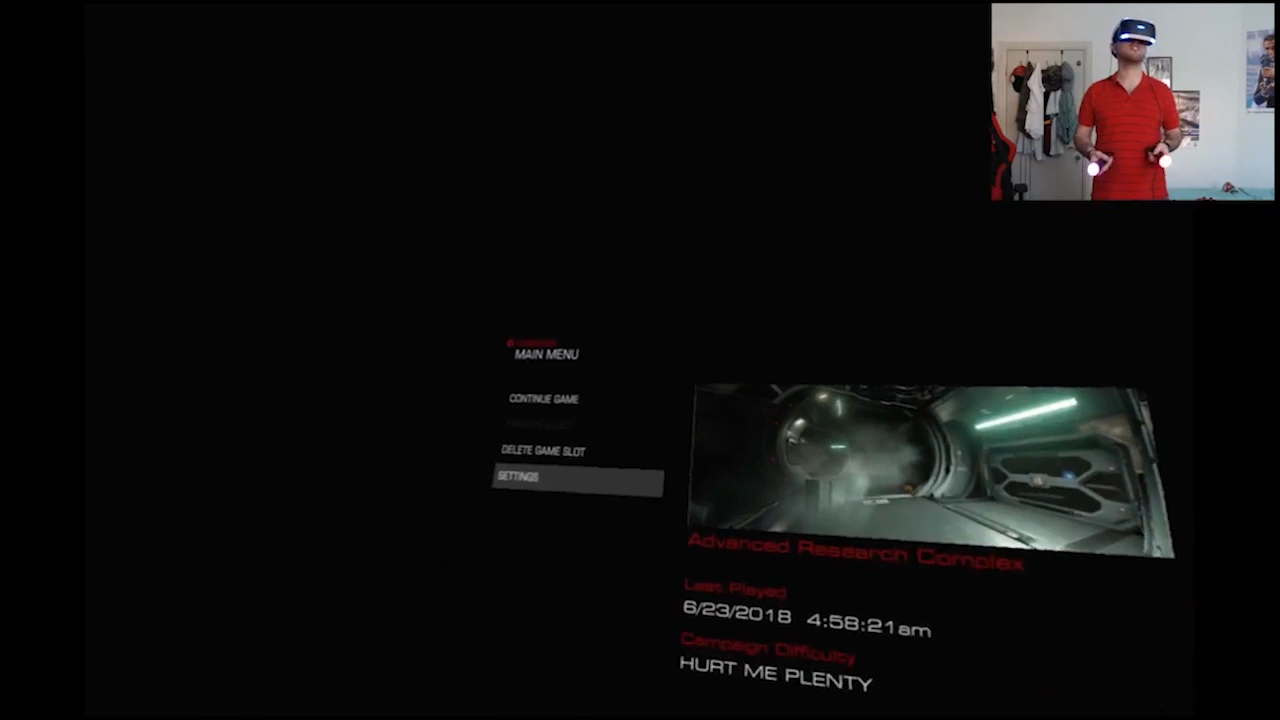 MAIN MENU
CONTINUE GAME
DELETE GAME SLOT
SETTINGS
Advanced Research Complex
Last Played
6/23/2018 4:58:21am
Campaign Difficulty
HURT ME PLENTY